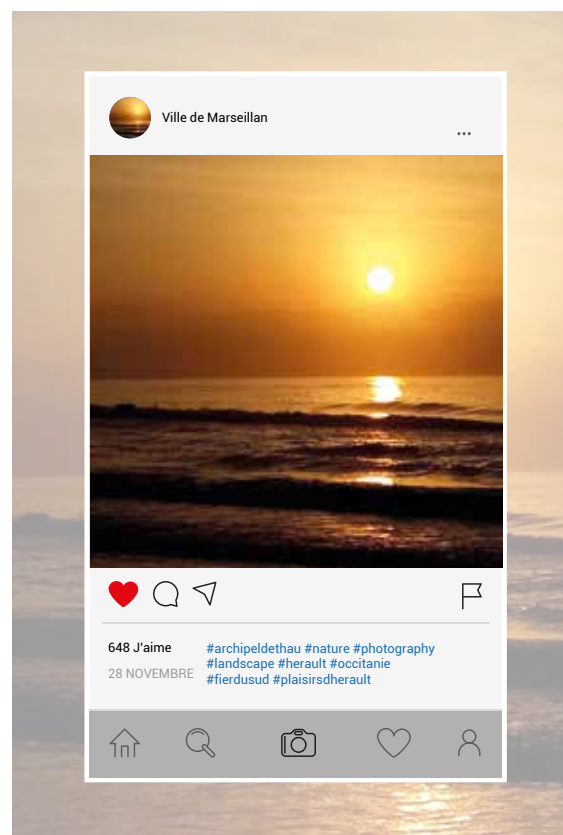 Ville de Marseillan
...
648 J'aime
28 NOVEMBRE
#archipeldethau #nature #photography
#landscape #herault #occitanie
#fierdusud #plaisirsdherault